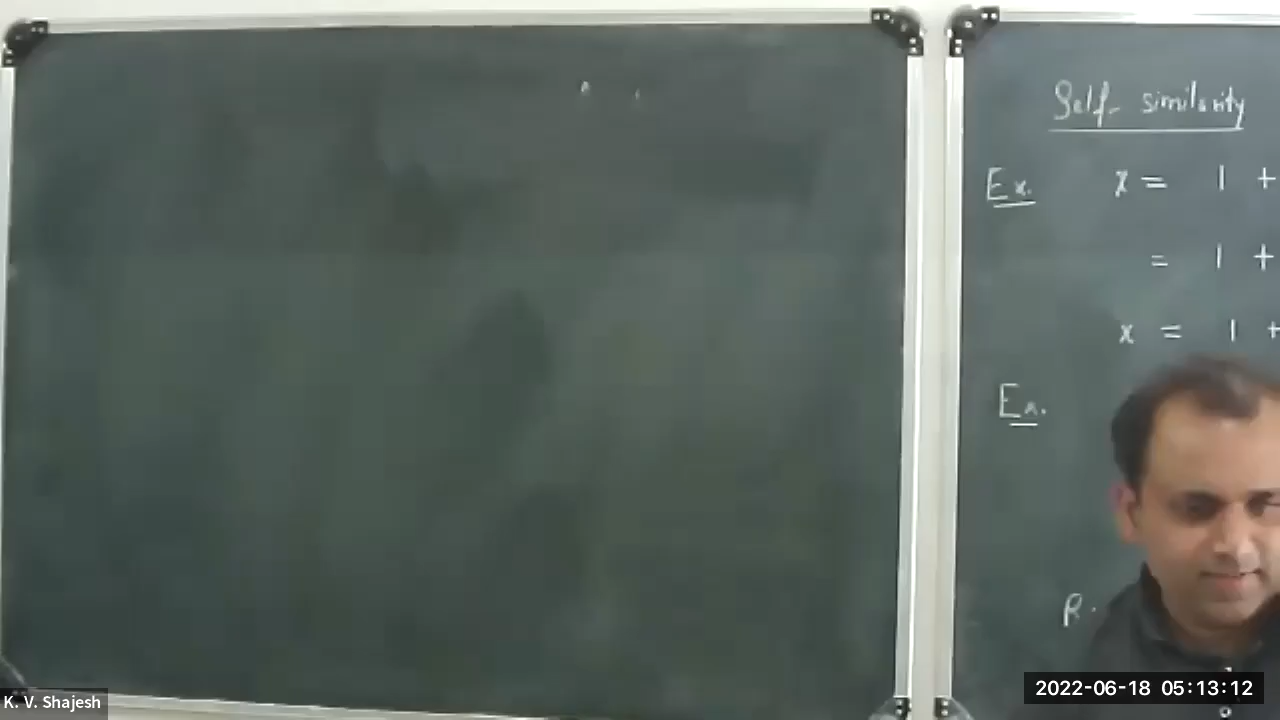 Self-similarity
Ex. x = 1 +
= 1 +
x = 1 +
Ex.
R.
K. V. Shajesh
2022-06-18 05:13:12